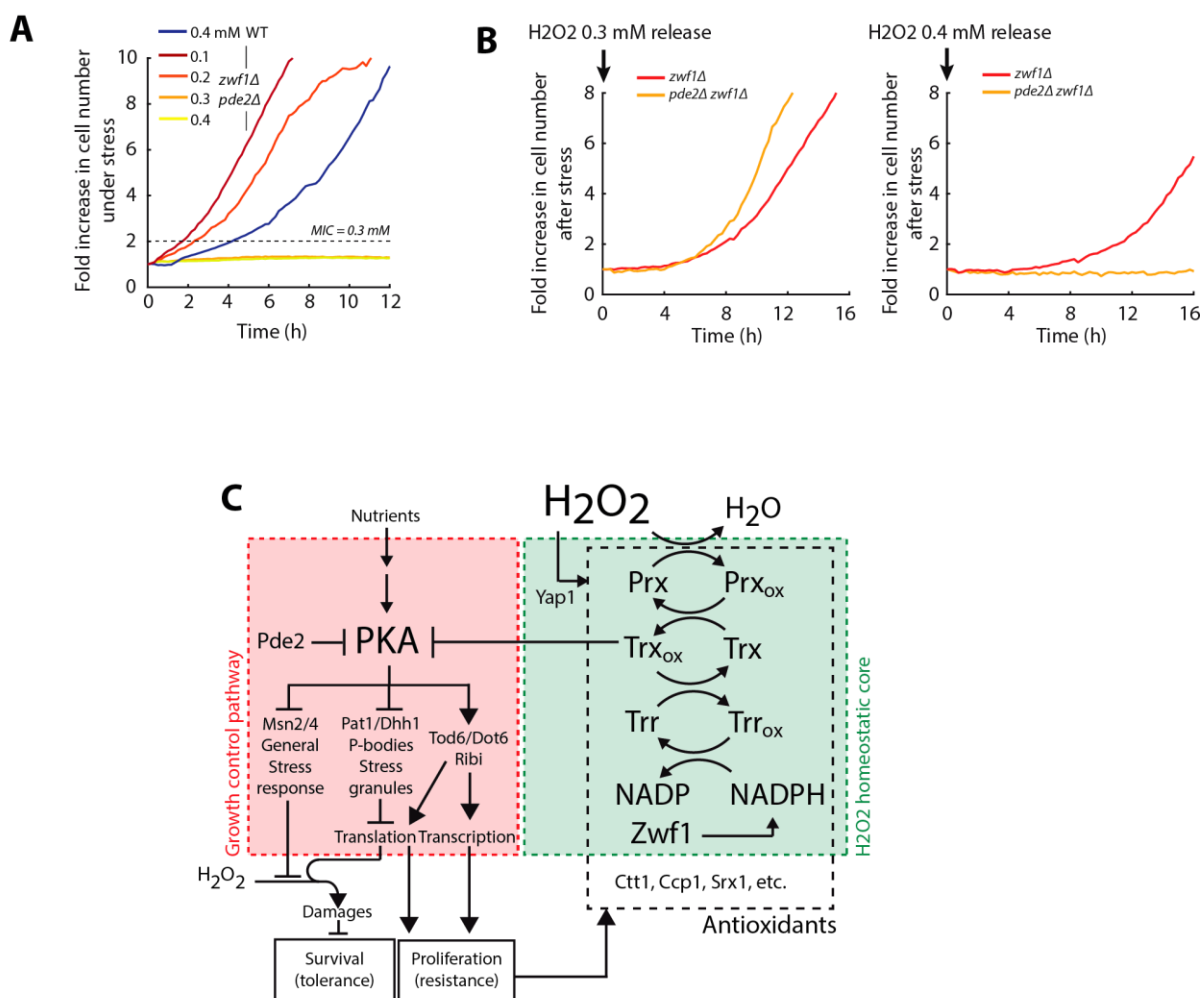 A
0.4 mM WT
0.1
0.2 zwf1Δ
0.3 pde2Δ
0.4
Fold increase in cell number
under stress
10
8
6
4
2
0
MIC = 0.3 mM
0 2 4 6 8 10 12
Time (h)
B
H2O2 0.3 mM release
zwf1Δ
pde2Δ zwf1Δ
Fold increase in cell number
after stress
8
6
4
2
0
0 4 8 12 16
Time (h)
H2O2 0.4 mM release
zwf1Δ
pde2Δ zwf1Δ
Fold increase in cell number
after stress
8
6
4
2
0
0 4 8 12 16
Time (h)
C
Nutrients
Growth control pathway
Pde2
PKA
Msn2/4
General
Stress
response
Pat1/Dhh1
P-bodies
Stress
granules
Tod6/Dot6
Ribi
Translation
Transcription
H2O2
Damages
Survival
(tolerance)
Proliferation
(resistance)
H2O2
H2O
Yap1
Prx
Prxox
Trxox
Trx
Trr
Trrox
NADP
NADPH
Zwf1
H2O2 homeostatic core
Ctt1, Ccp1, Srx1, etc.
Antioxidants